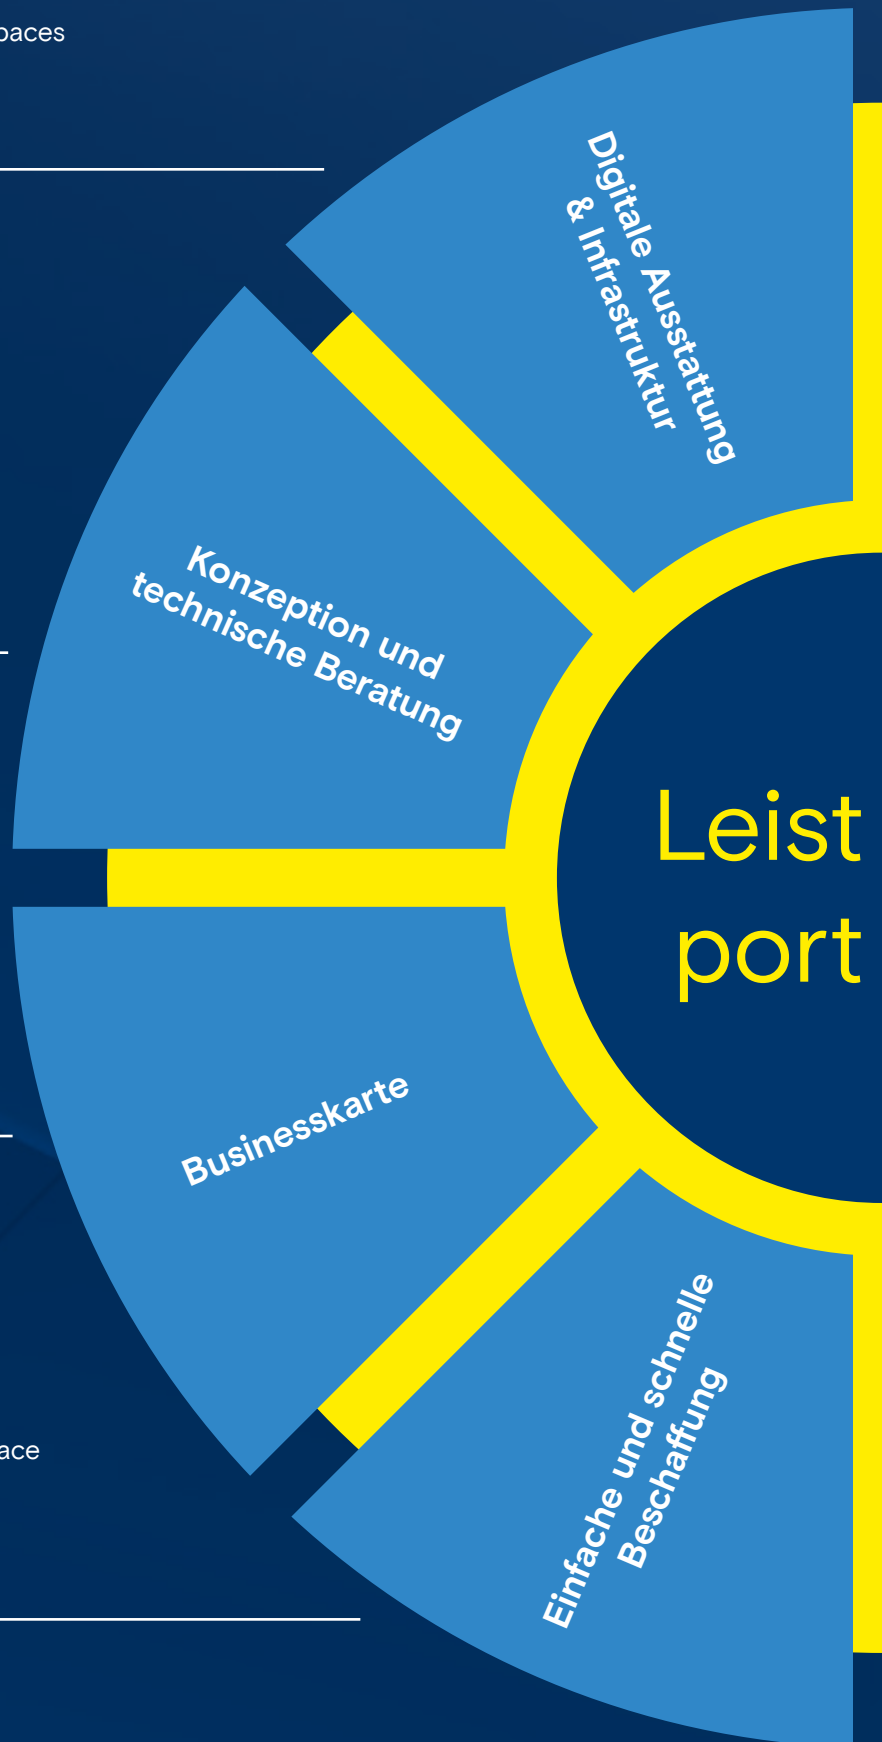 paces
Digitale Ausstattung
& Infrastruktur
Konzeption und
technische Beratung
Leist
port
Businesskarte
Einfache und schnelle
Beschaffung
ace